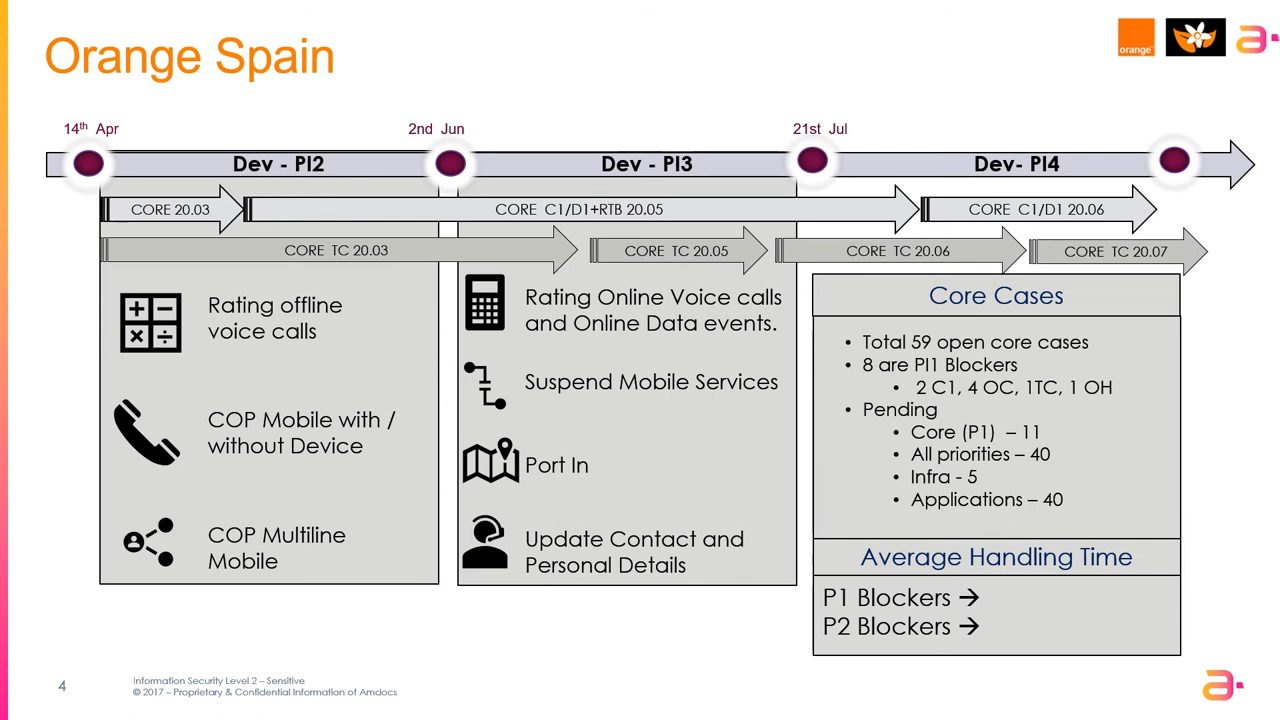 Orange Spain
orange™
14th Apr
2nd Jun
21st Jul
Dev - PI2
Dev - PI3
Dev- PI4
CORE 20.03
CORE C1/D1+RTB 20.05
CORE C1/D1 20.06
CORE TC 20.03
CORE TC 20.05
CORE TC 20.06
CORE TC 20.07
Rating offline
voice calls
COP Mobile with /
without Device
COP Multiline
Mobile
Rating Online Voice calls
and Online Data events.
Suspend Mobile Services
Port In
Update Contact and
Personal Details
Core Cases
• Total 59 open core cases
• 8 are PI1 Blockers
• 2 C1, 4 OC, 1TC, 1 OH
• Pending
• Core (P1) – 11
• All priorities – 40
• Infra - 5
• Applications – 40
Average Handling Time
P1 Blockers →
P2 Blockers →
4
Information Security Level 2 – Sensitive
© 2017 – Proprietary & Confidential Information of Amdocs